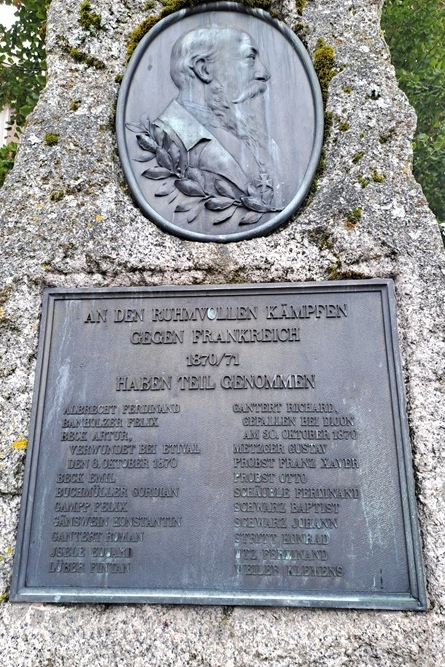 AN DEN RUHMVOLLEN KÄMPFEN
GEGEN FRANKREICH
1870/71
HABEN TEIL GENOMMEN
ALBRECHT FERDINAND
BANHOLZER FELIX
BECK ARTUR,
VERWUNDET BEI ETIVAL
DEN 6. OKTOBER 1870
BECK EMIL
BUCHMÜLLER GORDIAN
GAMPP FELIX
GÄNSWEIN KONSTANTIN
GANTERT ROMAN
JSELE EDUARD
LÜBER FINTAN
GANTERT RICHARD,
GEFALLEN BEI DIJON
AM 30. OKTOBER 1870
METZGER GUSTAV
PROBST FRANZ XAVER
PROBST OTTO
SCHÄUBLE FERDINAND
SCHWARZ BAPTIST
SCHWARZ JOHANN
STRITT KONRAD
UTZ FERDINAND
WEILER KLEMENS